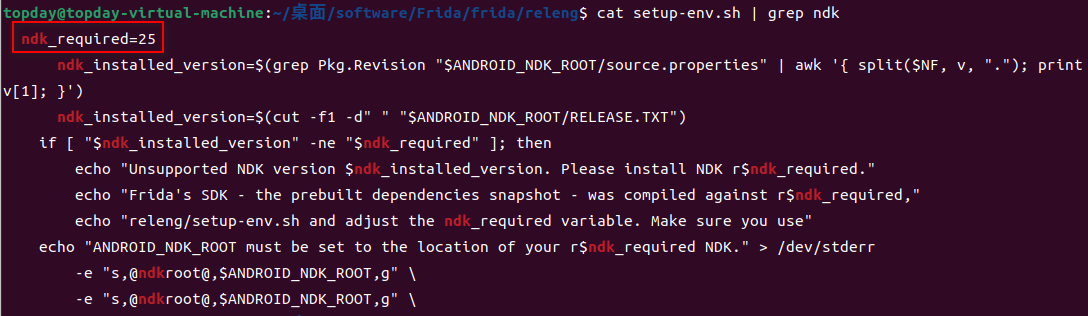 topday@topday-virtual-machine:~/桌面/software/Frida/frida/releng$ cat setup-env.sh | grep ndk
ndk_required=25
ndk_installed_version=$(grep Pkg.Revision "$ANDROID_NDK_ROOT/source.properties" | awk '{ split($NF, v, "."); print
v[1]; }')
ndk_installed_version=$(cut -f1 -d" " "$ANDROID_NDK_ROOT/RELEASE.TXT")
if [ "$ndk_installed_version" -ne "$ndk_required" ]; then
echo "Unsupported NDK version $ndk_installed_version. Please install NDK r$ndk_required."
echo "Frida's SDK - the prebuilt dependencies snapshot - was compiled against r$ndk_required,"
echo "releng/setup-env.sh and adjust the ndk_required variable. Make sure you use"
echo "ANDROID_NDK_ROOT must be set to the location of your r$ndk_required NDK." > /dev/stderr
-e "s,@ndkroot@,$ANDROID_NDK_ROOT,g" \
-e "s,@ndkroot@,$ANDROID_NDK_ROOT,g" \